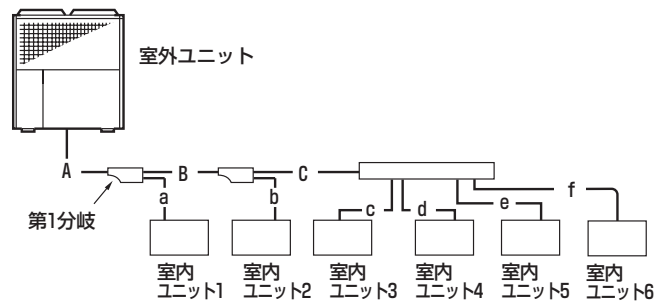 室外ユニット
A
B
C
第1分岐
a
b
c
d
e
f
室内
ユニット1
室内
ユニット2
室内
ユニット3
室内
ユニット4
室内
ユニット5
室内
ユニット6